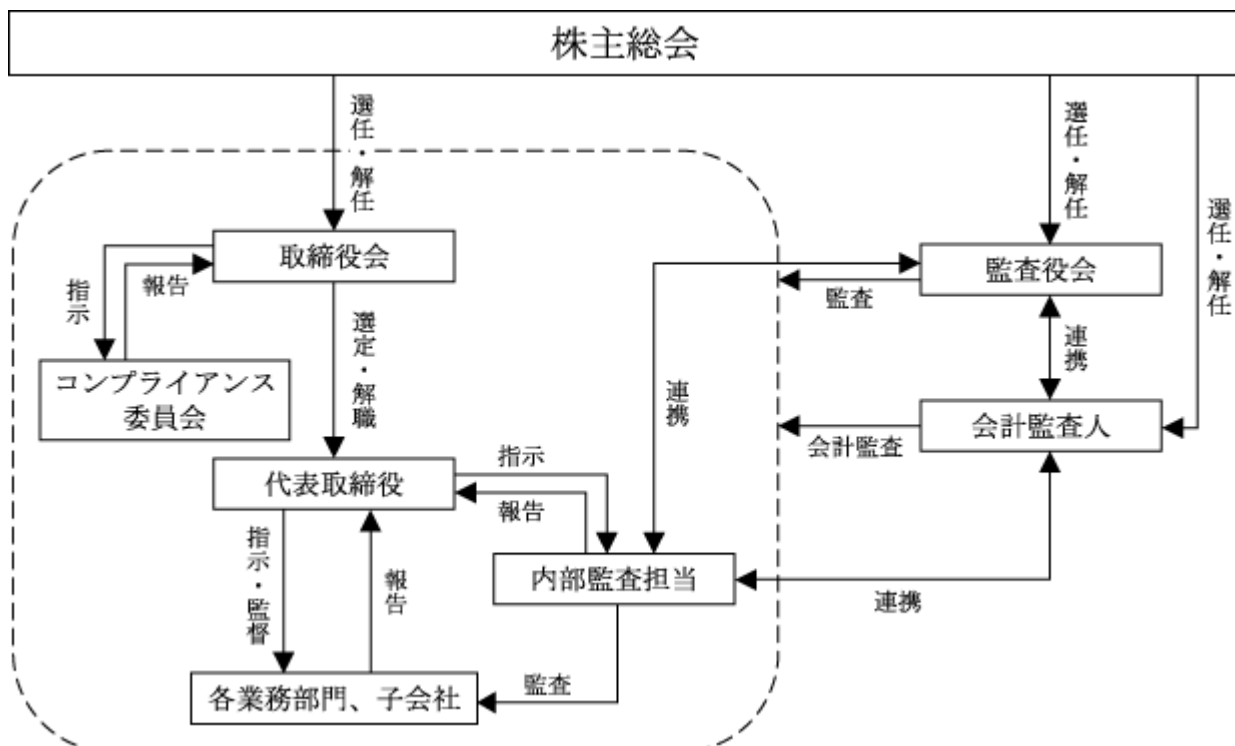 株主総会
選任・解任
選任・解任
選任・解任
取締役会
監査役会
指示
報告
監査
選定・解職
連携
連携
コンプライアンス
委員会
会計監査人
会計監査
代表取締役
指示
報告
内部監査担当
連携
指示・監督
報告
監査
各業務部門、子会社